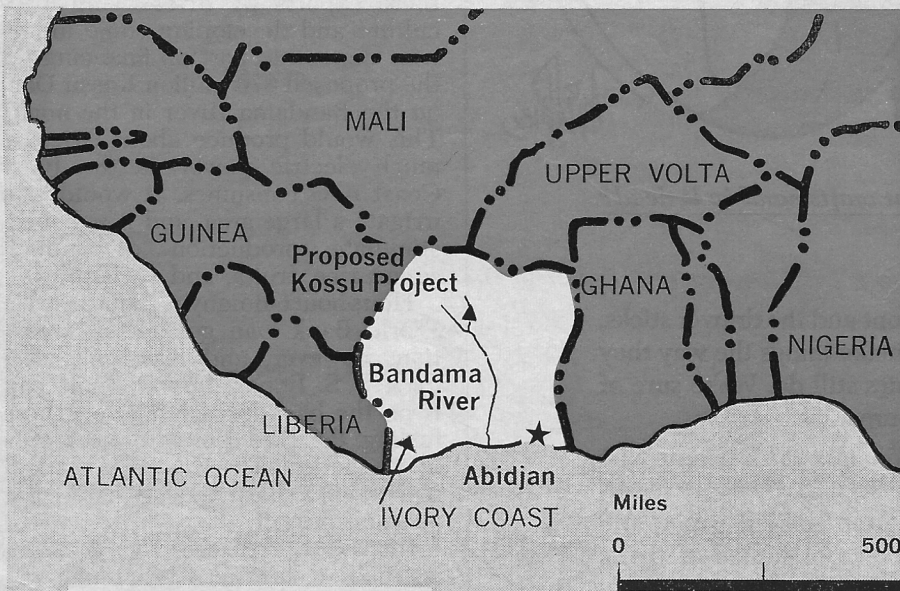 MALI
UPPER VOLTA
GUINEA
Proposed
Kossu Project
GHANA
NIGERIA
Bandama
River
LIBERIA
ATLANTIC OCEAN
Abidjan
IVORY COAST
Miles
0
500